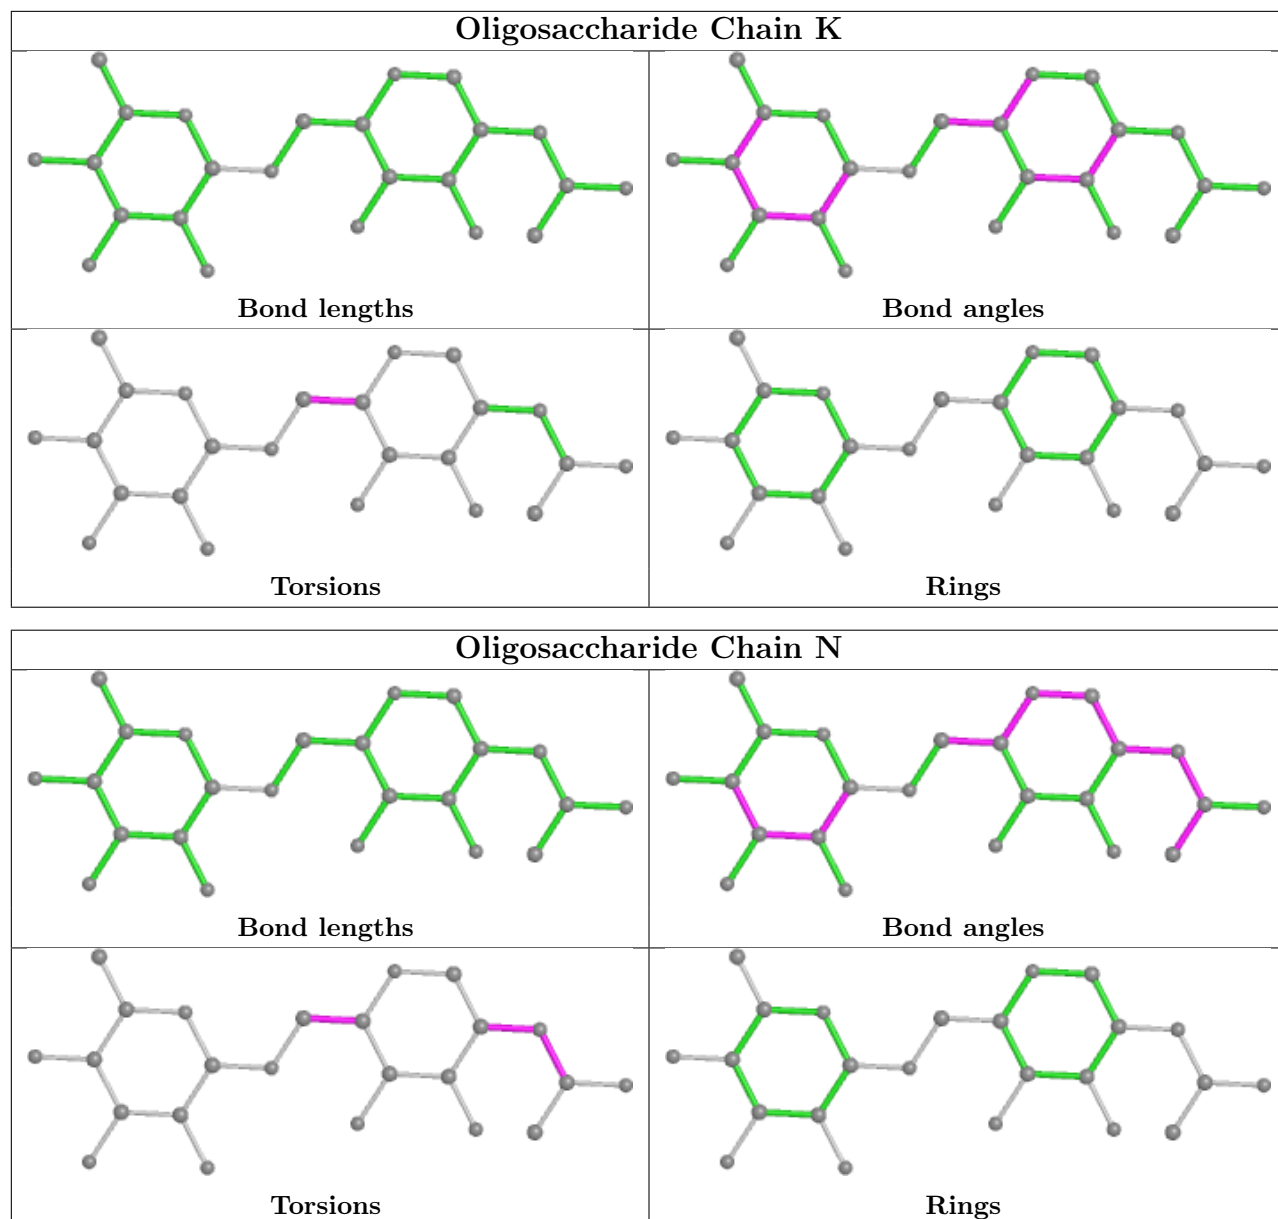 Oligosaccharide Chain K
Bond lengths
Bond angles
Torsions
Rings
Oligosaccharide Chain N
Bond lengths
Bond angles
Torsions
Rings